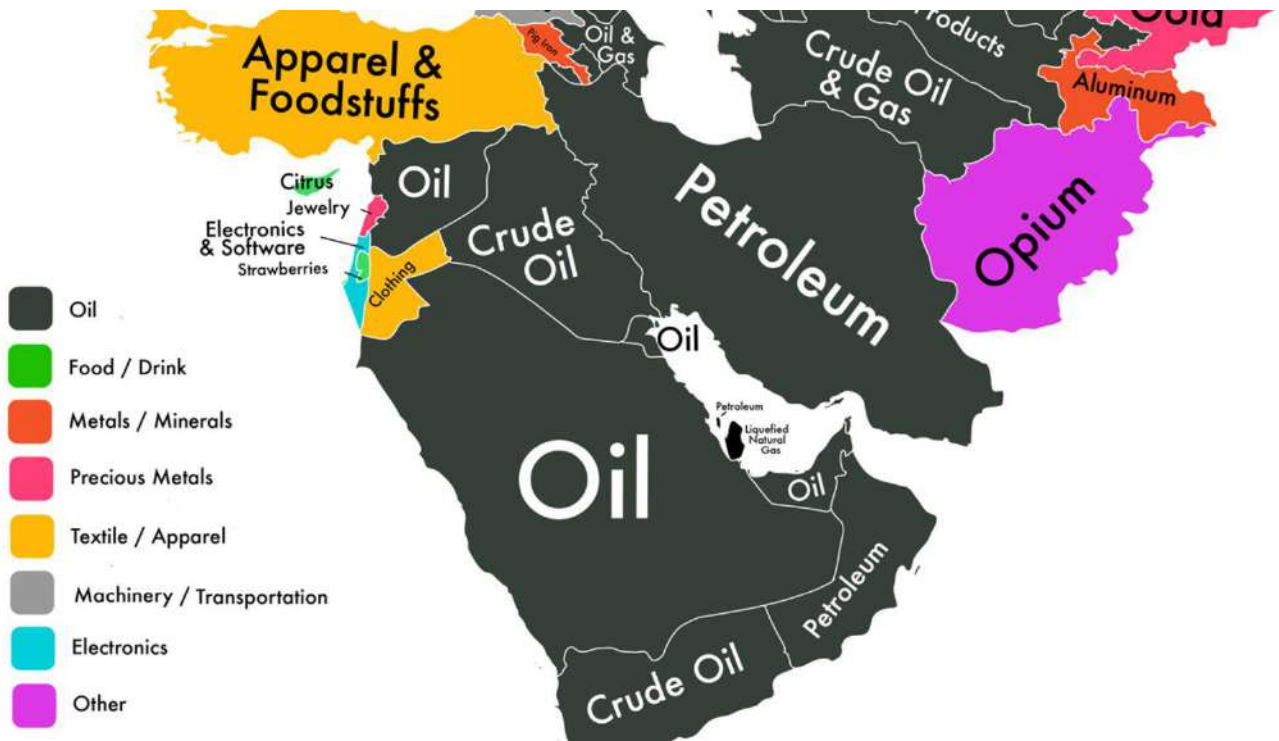 Gold
Products
Oil &
Gas
Pig Iron
Apparel &
Foodstuffs
Crude Oil
& Gas
Aluminum
Citrus
Jewelry
Electronics
& Software
Strawberries
Clothing
Oil
Crude
Oil
Petroleum
Opium
Oil
Petroleum
Liquefied
Natural
Gas
Oil
Oil
Petroleum
Crude Oil
Oil
Food / Drink
Metals / Minerals
Precious Metals
Textile / Apparel
Machinery / Transportation
Electronics
Other